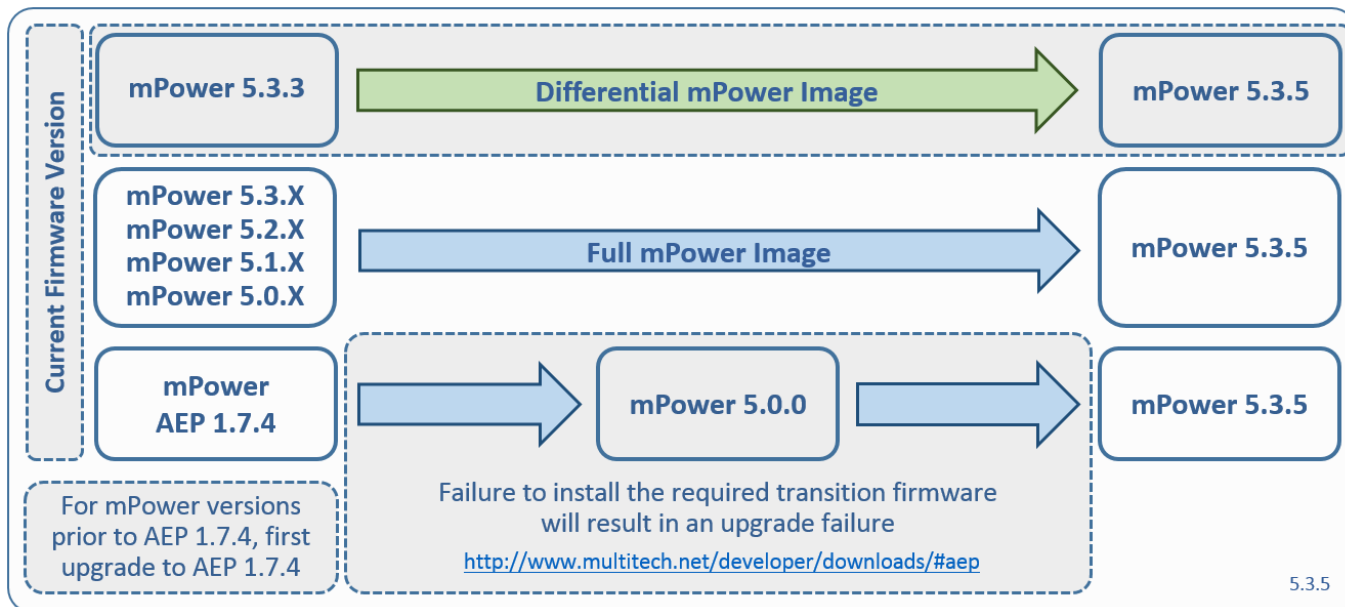 Current Firmware Version
mPower 5.3.3
Differential mPower Image
mPower 5.3.5
mPower 5.3.X
mPower 5.2.X
mPower 5.1.X
mPower 5.0.X
Full mPower Image
mPower 5.3.5
mPower
AEP 1.7.4
mPower 5.0.0
mPower 5.3.5
For mPower versions
prior to AEP 1.7.4, first
upgrade to AEP 1.7.4
Failure to install the required transition firmware
will result in an upgrade failure
http://www.multitech.net/developer/downloads/#aep
5.3.5